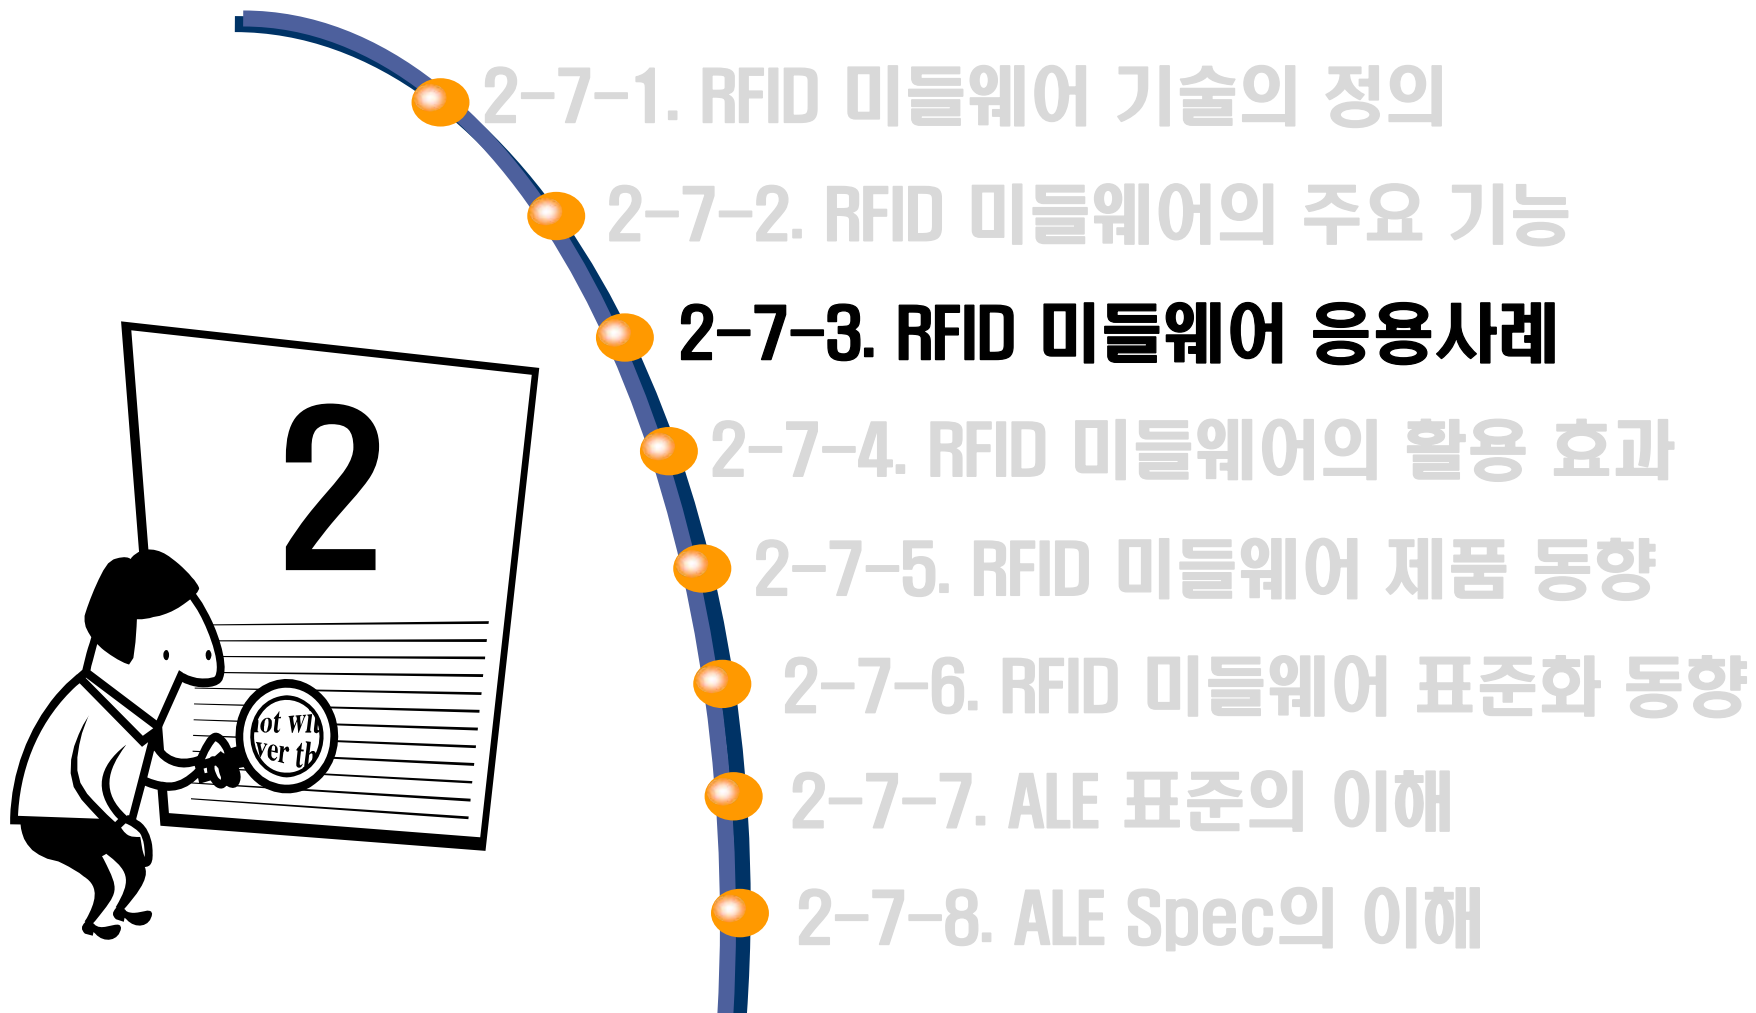 2-7-1. RFID 미들웨어 기술의 정의
2-7-2. RFID 미들웨어의 주요 기능
2-7-3. RFID 미들웨어 응용사례
2-7-4. RFID 미들웨어의 활용 효과
2-7-5. RFID 미들웨어 제품 동향
2-7-6. RFID 미들웨어 표준화 동향
2-7-7. ALE 표준의 이해
2-7-8. ALE Spec의 이해
2